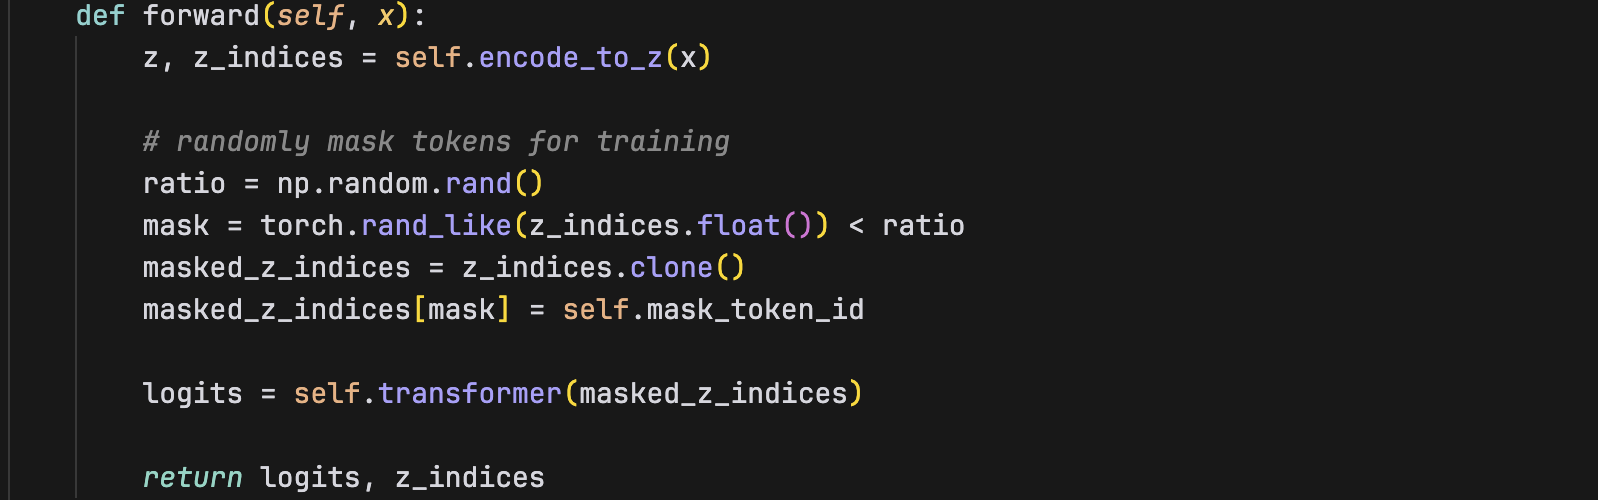 def forward(self, x):
z, z_indices = self.encode_to_z(x)
# randomly mask tokens for training
ratio = np.random.rand()
mask = torch.rand_like(z_indices.float()) < ratio
masked_z_indices = z_indices.clone()
masked_z_indices[mask] = self.mask_token_id
logits = self.transformer(masked_z_indices)
return logits, z_indices